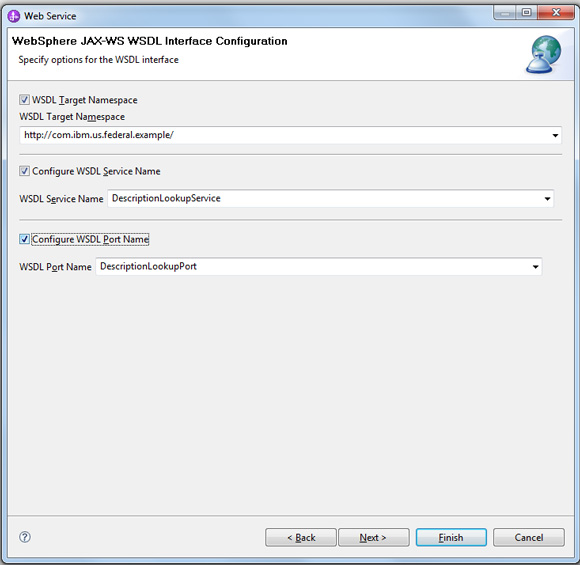 Web Service
WebSphere JAX-WS WSDL Interface Configuration
Specify options for the WSDL interface
WSDL Target Namespace
WSDL Target Namespace
http://com.ibm.us.federal.example/
Configure WSDL Service Name
WSDL Service Name DescriptionLookupService
Configure WSDL Port Name
WSDL Port Name DescriptionLookupPort
? < Back Next > Finish Cancel